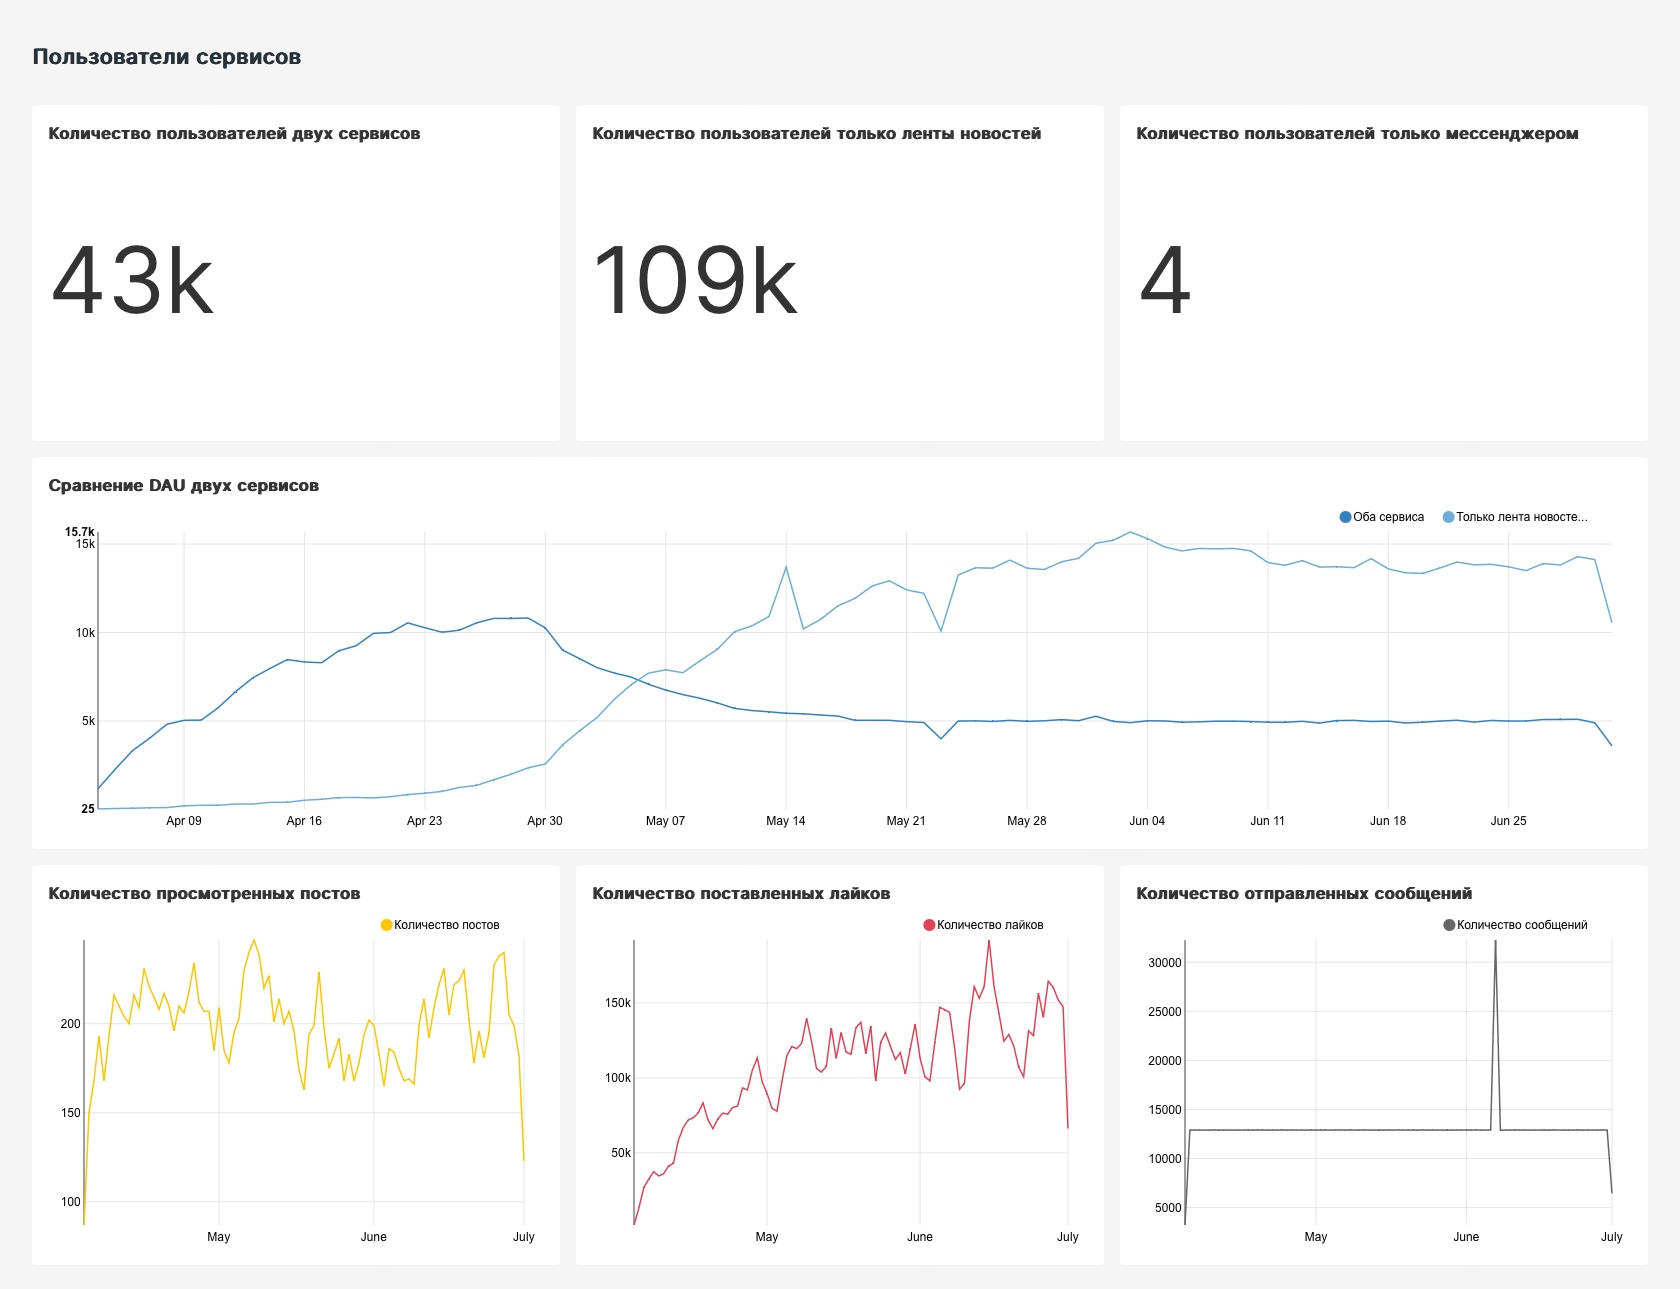 Пользователи сервисов
Количество пользователей двух сервисов
43k
Количество пользователей только ленты новостей
109k
Количество пользователей только мессенджером
4
Сравнение DAU двух сервисов
Оба сервиса
Только лента новосте...
15.7k
15k
10k
5k
25
Apr 09
Apr 16
Apr 23
Apr 30
May 07
May 14
May 21
May 28
Jun 04
Jun 11
Jun 18
Jun 25
Количество просмотренных постов
Количество постов
200
150
100
May
June
July
Количество поставленных лайков
Количество лайков
150k
100k
50k
May
June
July
Количество отправленных сообщений
Количество сообщений
30000
25000
20000
15000
10000
5000
May
June
July